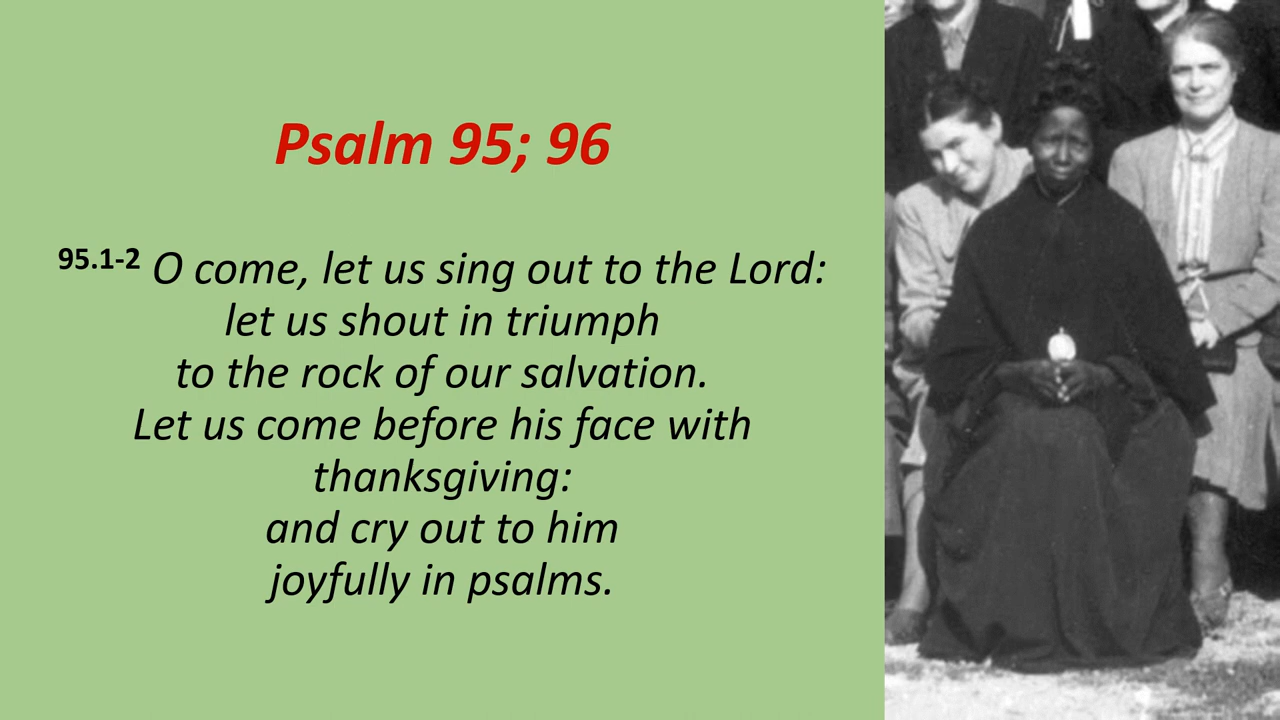 Psalm 95; 96
95.1-2 O come, let us sing out to the Lord:
let us shout in triumph
to the rock of our salvation.
Let us come before his face with
thanksgiving:
and cry out to him
joyfully in psalms.